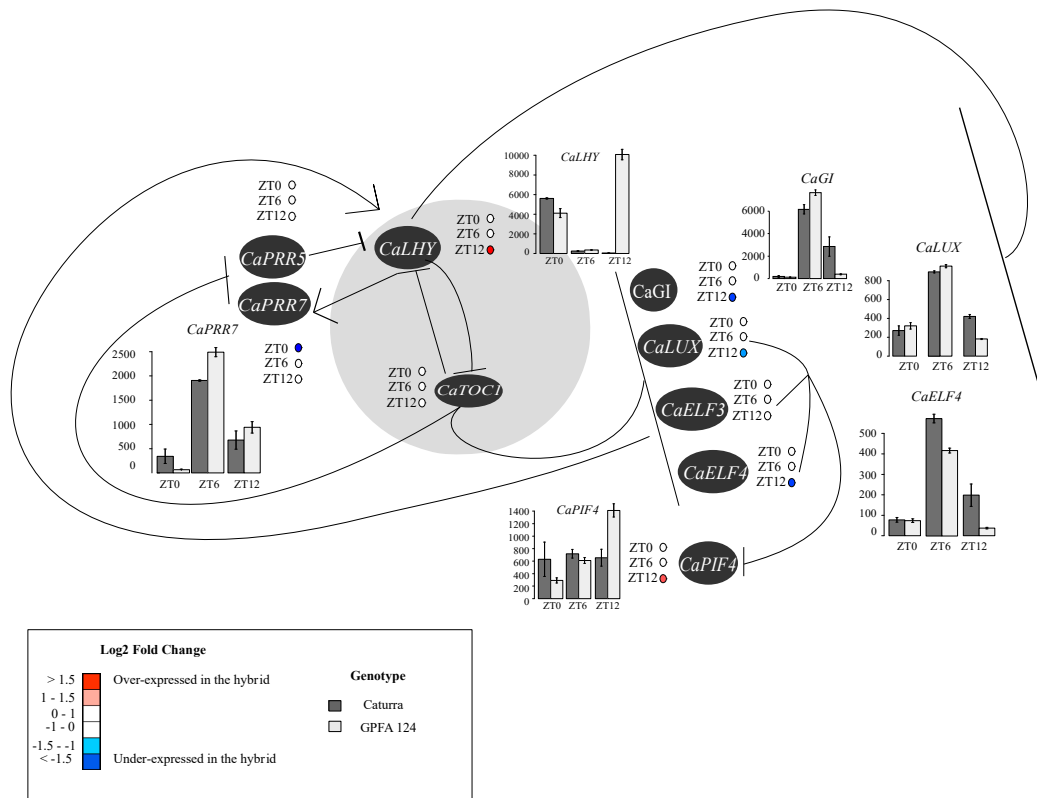 CaLHY
10000
8000
6000
4000
2000
0
ZT0 ZT6 ZT12
CaGI
6000
4000
2000
0
ZT0 ZT6 ZT12
ZT0
ZT6
ZT12
CaPRR5
CaPRR7
CaLHY
ZT0
ZT6
ZT12
CaGI
ZT0
ZT6
ZT12
CaLUX
800
600
400
200
0
ZT0 ZT6 ZT12
CaLUX
ZT0
ZT6
ZT12
CaPRR7
2500
2000
1500
1000
500
0
ZT0 ZT6 ZT12
ZT0
ZT6
ZT12
ZT0
ZT6
ZT12
CaTOC1
CaELF3
ZT0
ZT6
ZT12
CaELF4
500
400
300
200
100
0
ZT0 ZT6 ZT12
CaELF4
ZT0
ZT6
ZT12
CaPIF4
1400
1200
1000
800
600
400
200
0
ZT0 ZT6 ZT12
ZT0
ZT6
ZT12
CaPIF4
Log2 Fold Change
> 1.5 Over-expressed in the hybrid
1 - 1.5
0 - 1
-1 - 0
-1.5 - -1
< -1.5 Under-expressed in the hybrid
Genotype
Caturra
GPFA 124